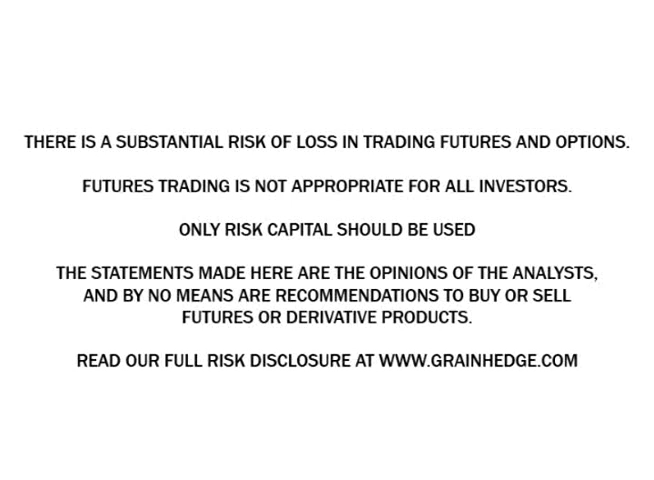 THERE IS A SUBSTANTIAL RISK OF LOSS IN TRADING FUTURES AND OPTIONS.
FUTURES TRADING IS NOT APPROPRIATE FOR ALL INVESTORS.
ONLY RISK CAPITAL SHOULD BE USED
THE STATEMENTS MADE HERE ARE THE OPINIONS OF THE ANALYSTS,
AND BY NO MEANS ARE RECOMMENDATIONS TO BUY OR SELL
FUTURES OR DERIVATIVE PRODUCTS.
READ OUR FULL RISK DISCLOSURE AT WWW.GRAINHEDGE.COM